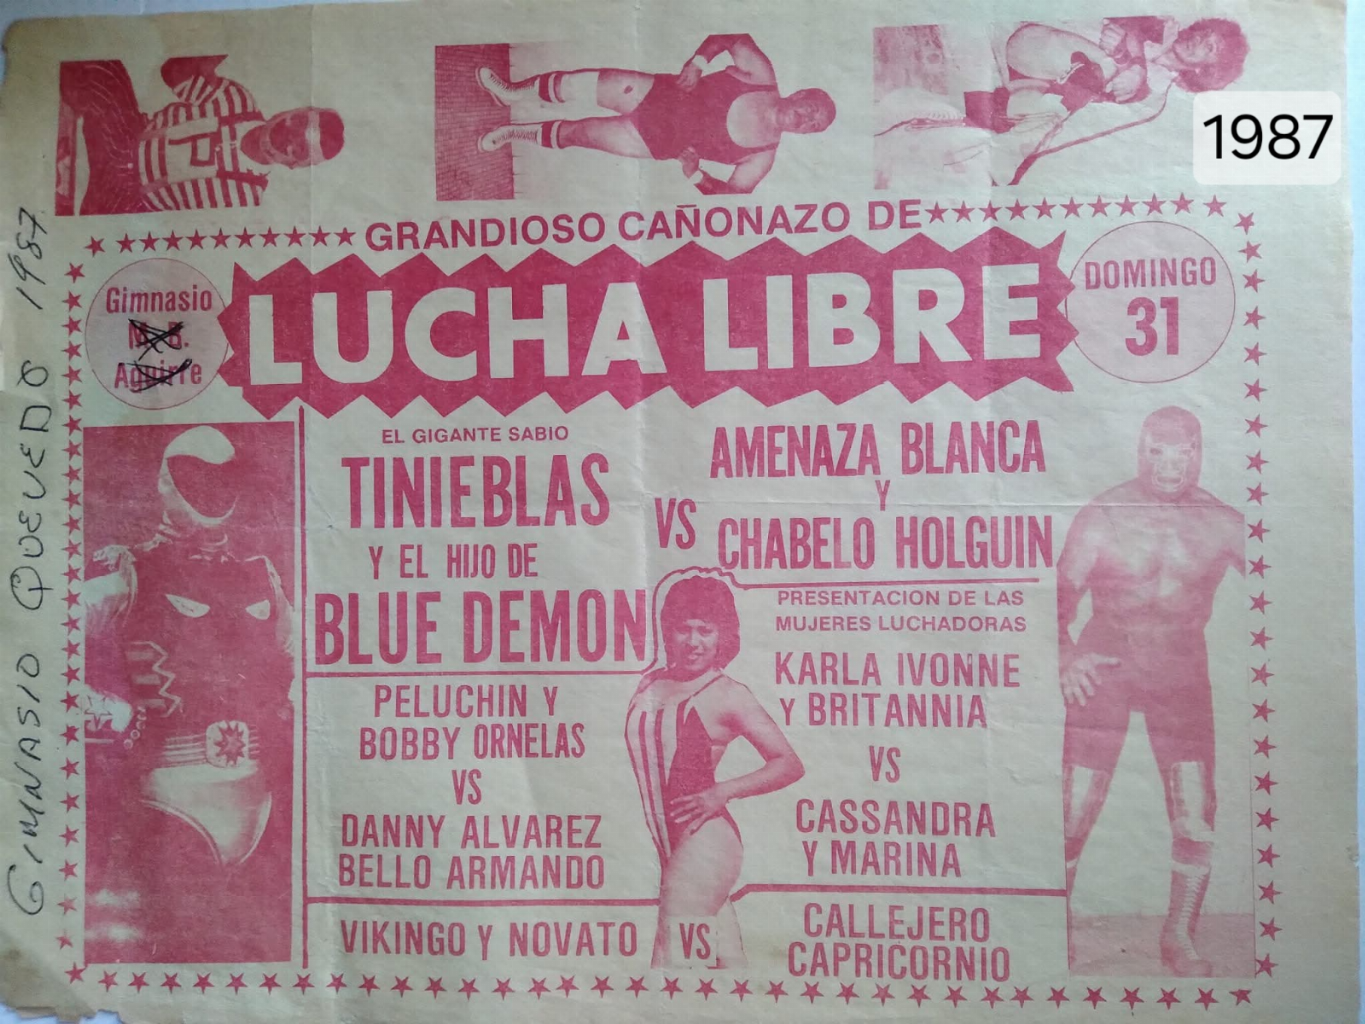 1987
GRANDIOSO CAÑONAZO DE
LUCHA LIBRE
Gimnasio
M. B.
Aguirre
DOMINGO
31
GIMNASIO QUEVEDO 1987
EL GIGANTE SABIO
TINIEBLAS
Y EL HIJO DE
BLUE DEMON
VS
AMENAZA BLANCA
Y
CHABELO HOLGUIN
PELUCHIN Y
BOBBY ORNELAS
VS
DANNY ALVAREZ
BELLO ARMANDO
PRESENTACION DE LAS
MUJERES LUCHADORAS
KARLA IVONNE
Y BRITANNIA
VS
CASSANDRA
Y MARINA
VIKINGO Y NOVATO
VS
CALLEJERO
CAPRICORNIO